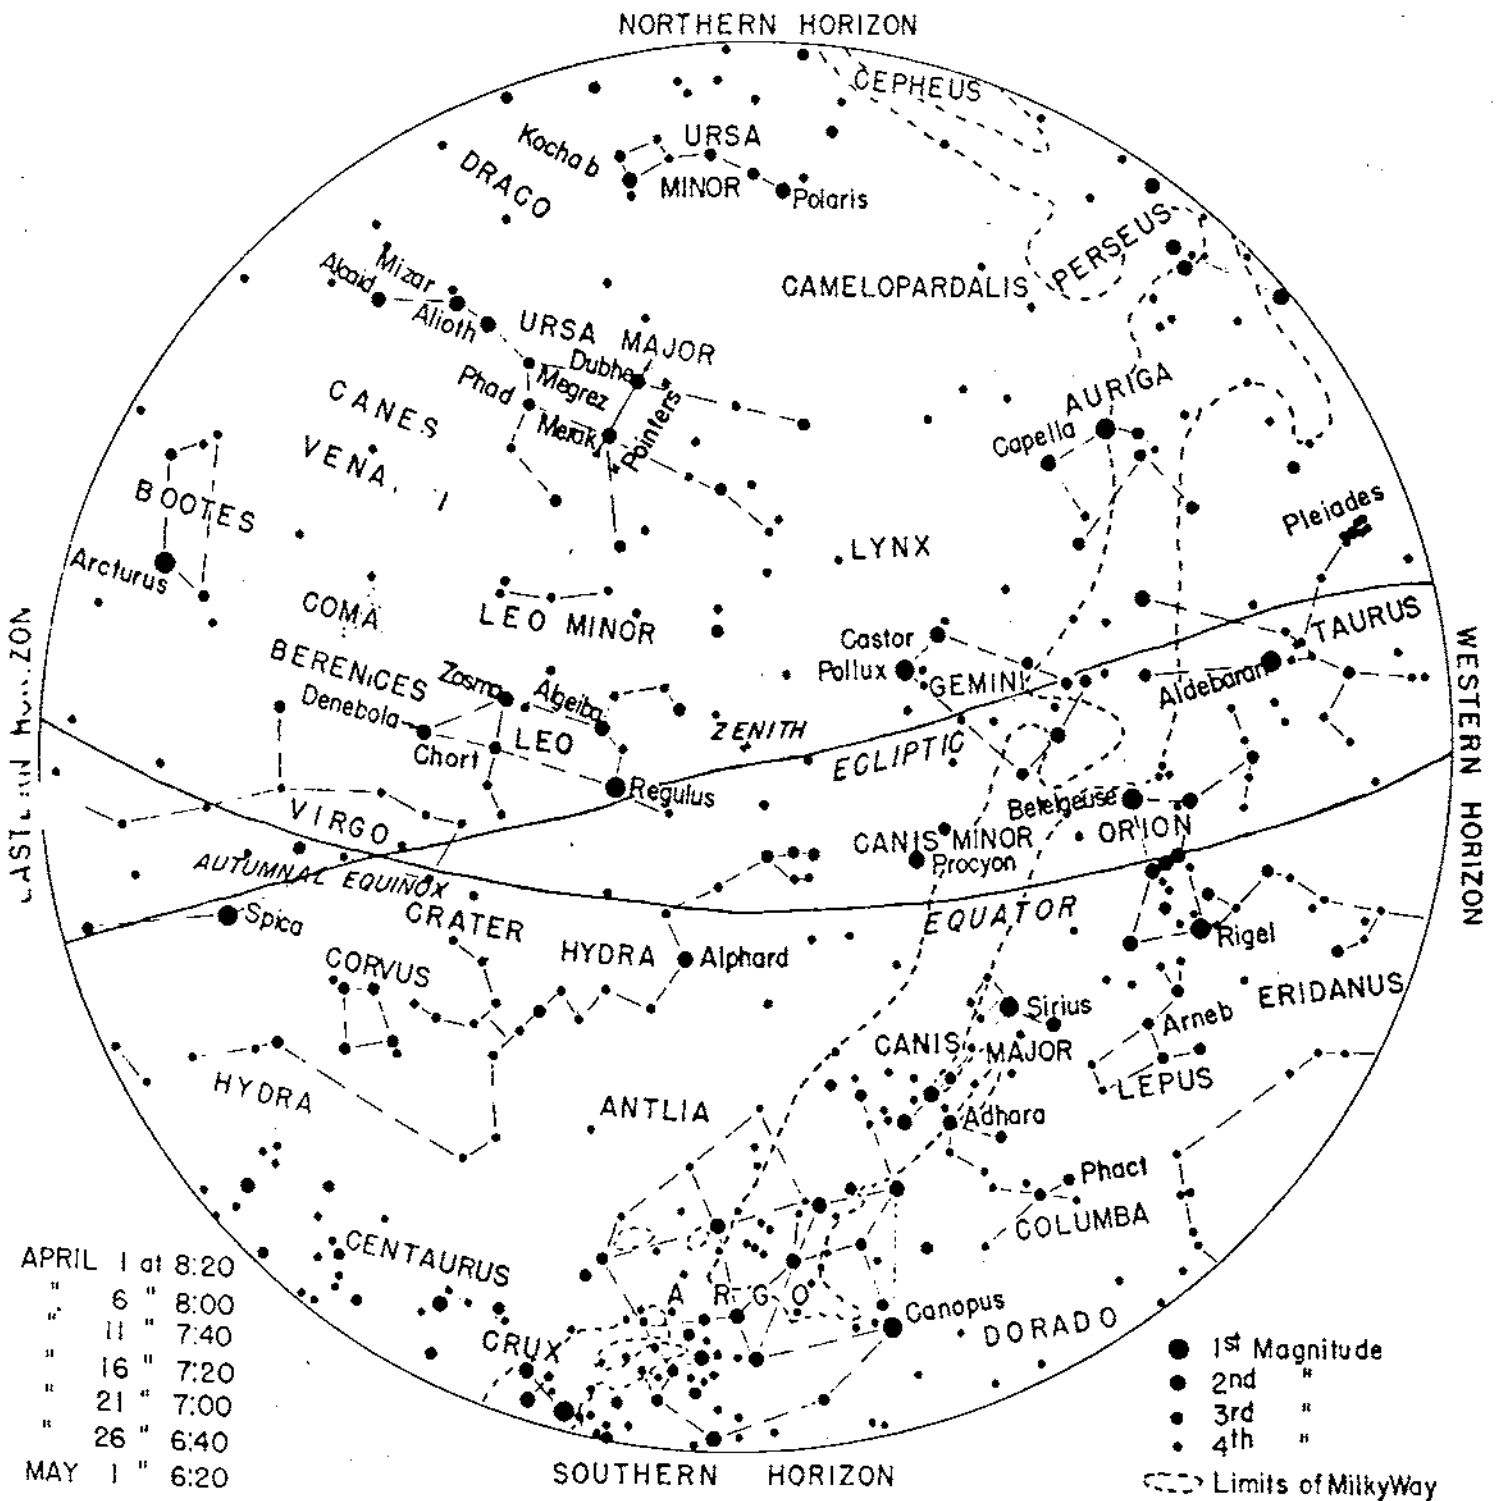 NORTHERN HORIZON
CEPHEUS
Kochab
URSA
MINOR
Polaris
DRACO
PERSEUS
Mizar
Alcaid
Alioth
CAMELOPARDALIS
URSA MAJOR
Dubhe
Megrez
Phad
Merak
Pointers
CANES
VENA
AURIGA
Capella
BOOTES
Pleiades
Arcturus
LYNX
COMA
BERENICES
LEO MINOR
Castor
Pollux
GEMINI
TAURUS
Aldebaran
Zosma
Algeiba
Denebola
Chort
LEO
ZENITH
ECLIPTIC
Regulus
VIRGO
Betelgeuse
ORION
CANIS MINOR
Procyon
AUTUMNAL EQUINOX
EQUATOR
HORIZON
WESTERN HORIZON
Spica
CRATER
HYDRA
Alphard
Rigel
CORVUS
ERIDANUS
Sirius
Arneb
CANIS MAJOR
LEPUS
HYDRA
ANTLIA
Adhara
Phact
COLUMBA
CENTAURUS
ARGO
Canopus
DORADO
CRUX
APRIL 1 at 8:20
" 6 " 8:00
" 11 " 7:40
" 16 " 7:20
" 21 " 7:00
" 26 " 6:40
MAY 1 " 6:20
1st Magnitude
2nd "
3rd "
4th "
Limits of MilkyWay
SOUTHERN HORIZON